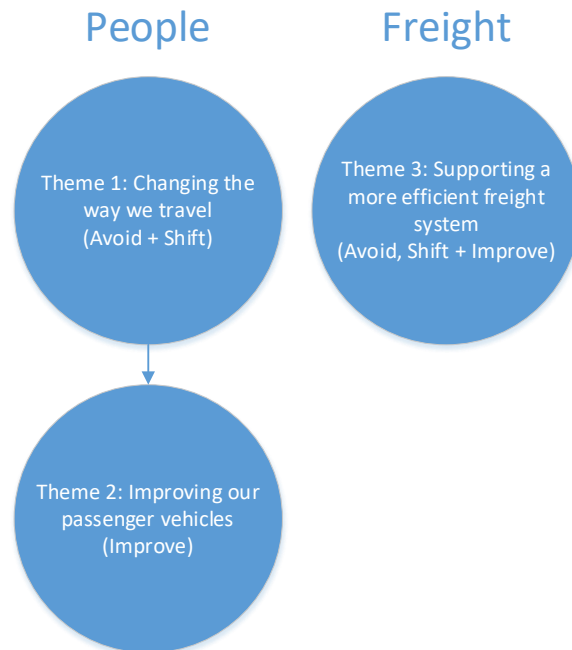 People
Freight
Theme 1: Changing the
way we travel
(Avoid + Shift)
Theme 3: Supporting a
more efficient freight
system
(Avoid, Shift + Improve)
Theme 2: Improving our
passenger vehicles
(Improve)